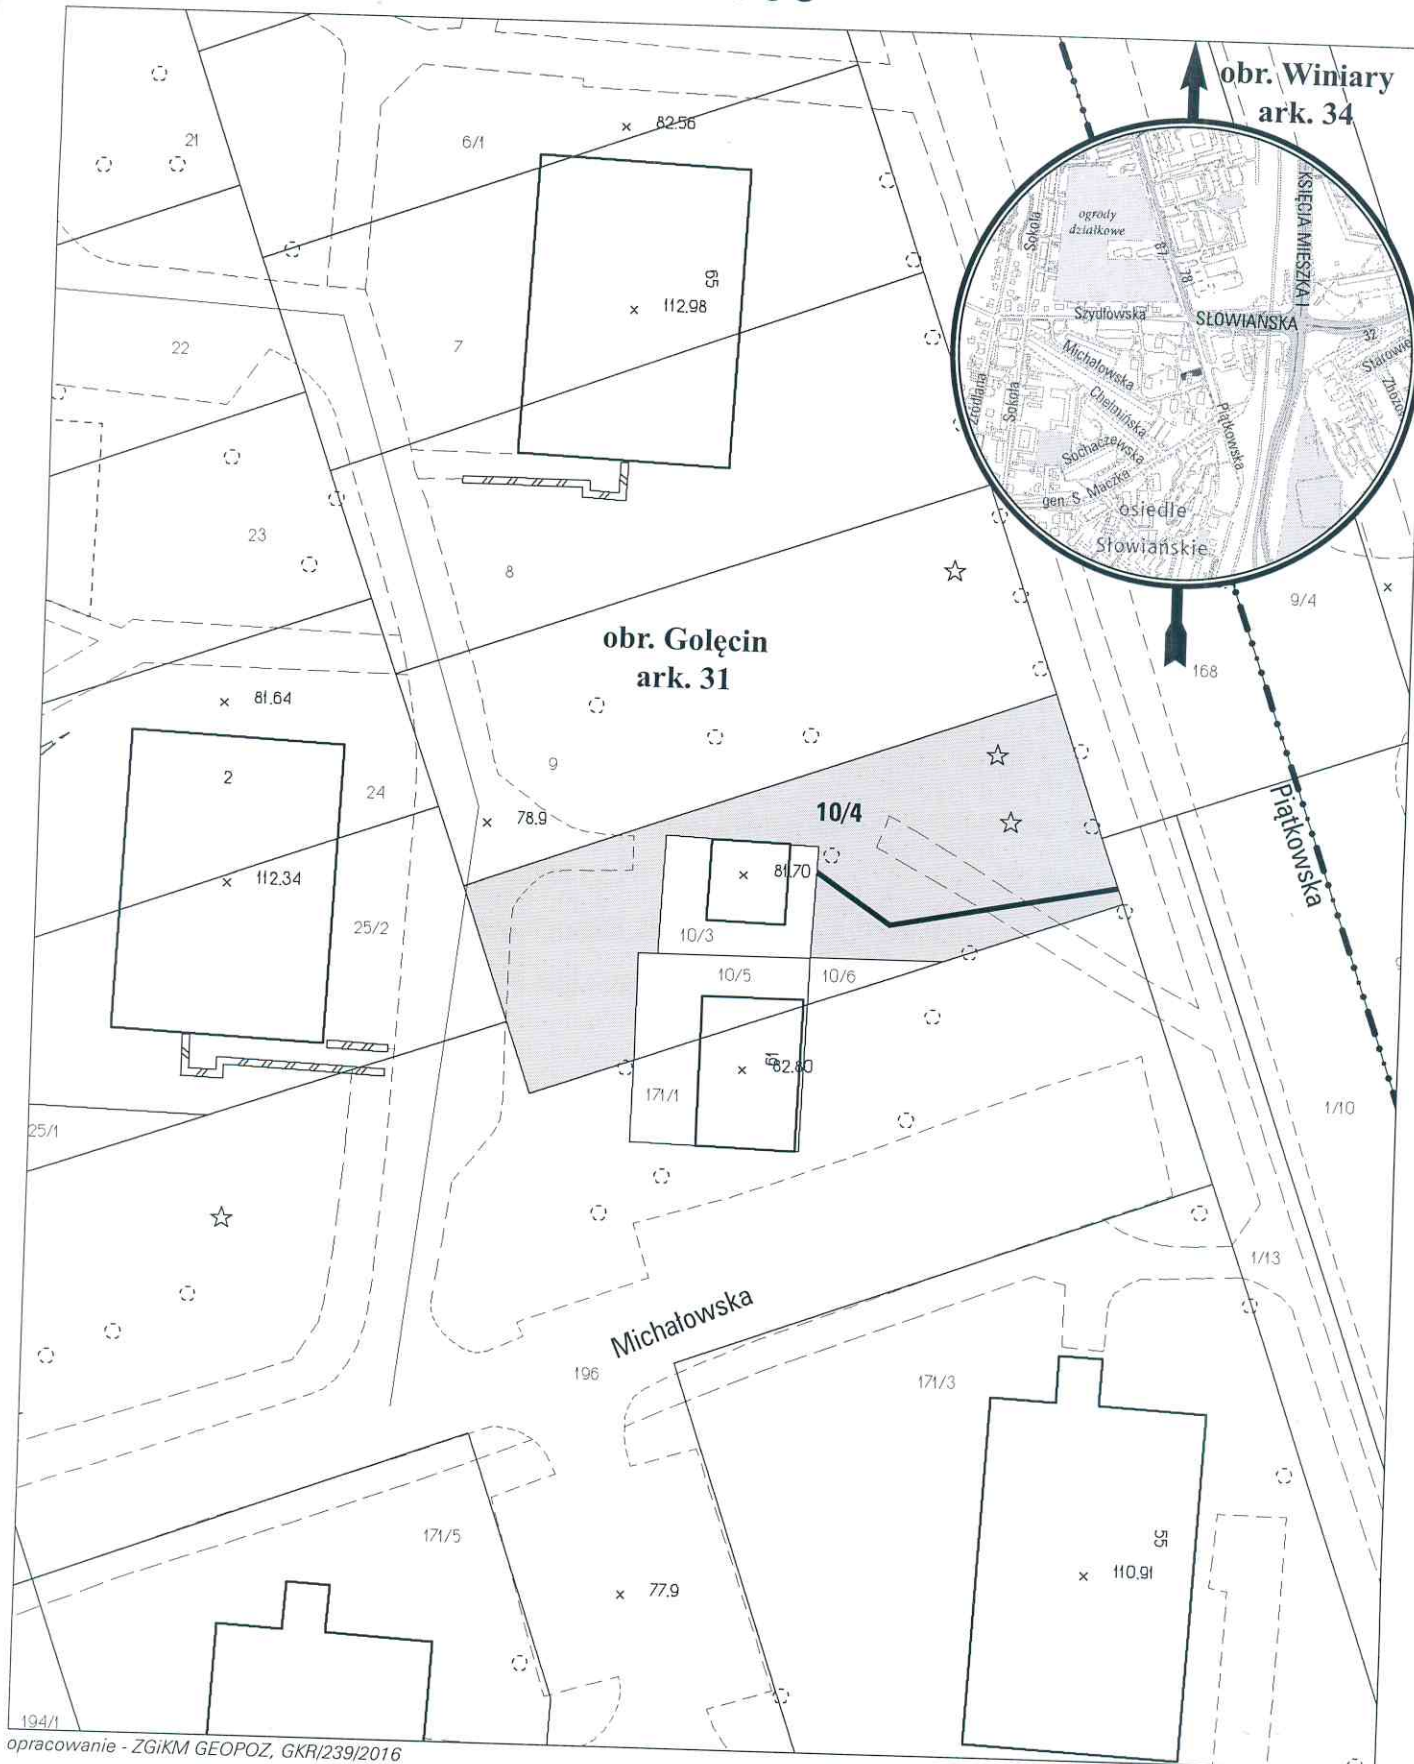 obr. Winiary
ark. 34
21
6/1
82.56
KSIĘCIA MIESZKA I
ogrody
działkowe
Sokoła
87
78
65
112.98
Szydłowska
SŁOWIAŃSKA
32
7
22
Michałowska
Źródlana
Sokoła
Chełmińska
Piątkowska
Sochaczewska
gen. S. Maczka
osiedle
Słowiańskie
23
8
9/4
obr. Golęcin
ark. 31
168
81.64
2
24
9
78.9
10/4
Piątkowska
81.70
112.34
25/2
10/3
10/5
10/6
61
82.80
171/1
1/10
25/1
1/13
Michałowska
196
171/3
171/5
55
110.91
77.9
194/1
opracowanie - ZGiKM GEOPOZ, GKR/239/2016